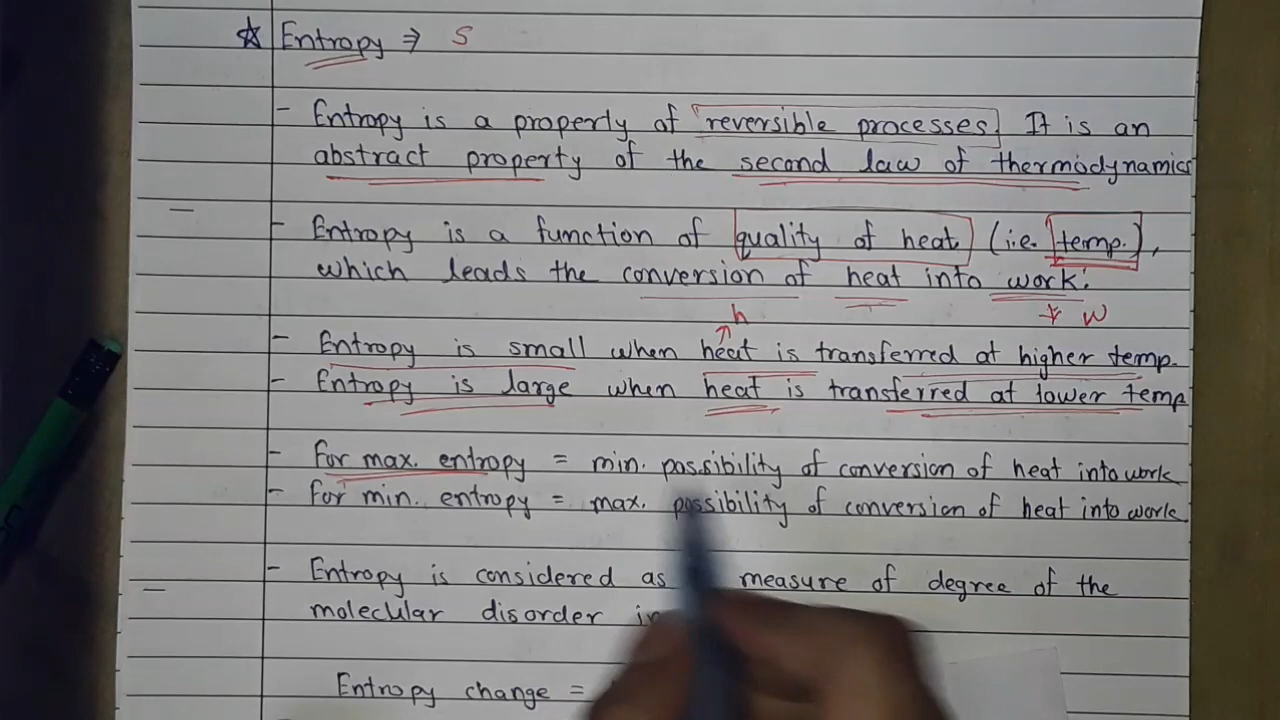 ☆ Entropy ⇒ S
- Entropy is a property of reversible processes. It is an
abstract property of the second law of thermodynamics
- Entropy is a function of quality of heat (i.e. temp.),
which leads the conversion of heat into work.
h
w
- Entropy is small when heat is transferred at higher temp.
- Entropy is large when heat is transferred at lower temp
- For max. entropy = min. possibility of conversion of heat into work
- For min. entropy = max. possibility of conversion of heat into work
- Entropy is considered as measure of degree of the
molecular disorder
Entropy change =